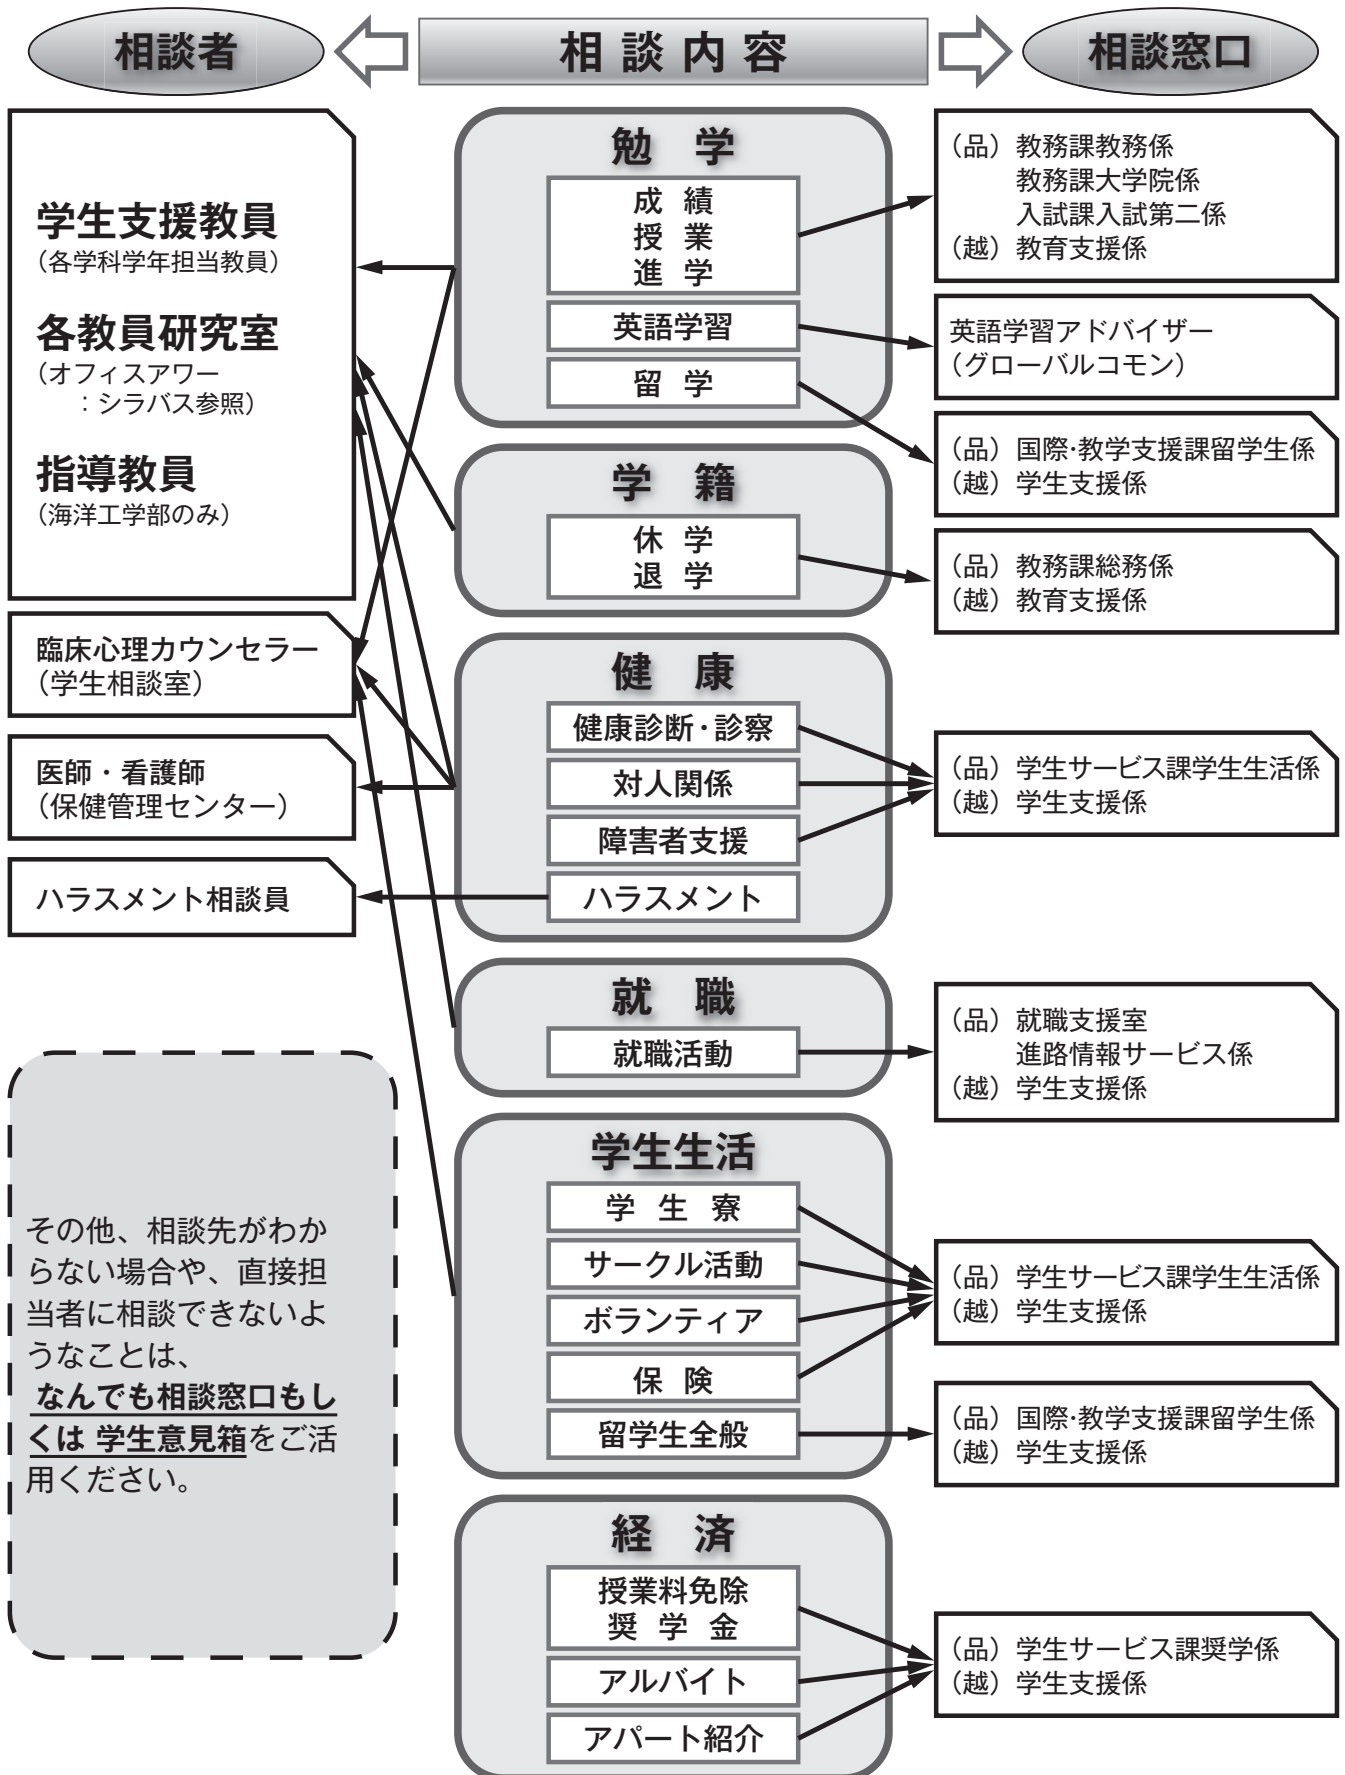 相談者
相談内容
相談窓口
学生支援教員
（各学科学年担当教員）
各教員研究室
（オフィスアワー
：シラバス参照）
指導教員
（海洋工学部のみ）
臨床心理カウンセラー
（学生相談室）
医師・看護師
（保健管理センター）
ハラスメント相談員
その他、相談先がわか
らない場合や、直接担
当者に相談できないよ
うなことは、
なんでも相談窓口もし
くは 学生意見箱をご活
用ください。
勉 学
成 績
授 業
進 学
英語学習
留 学
学 籍
休 学
退 学
健 康
健康診断・診察
対人関係
障害者支援
ハラスメント
就 職
就職活動
学生生活
学 生 寮
サークル活動
ボランティア
保 険
留学生全般
経 済
授業料免除
奨 学 金
アルバイト
アパート紹介
（品）教務課教務係
教務課大学院係
入試課入試第二係
（越）教育支援係
英語学習アドバイザー
（グローバルコモン）
（品）国際・教学支援課留学生係
（越）学生支援係
（品）教務課総務係
（越）教育支援係
（品）学生サービス課学生生活係
（越）学生支援係
（品）就職支援室
進路情報サービス係
（越）学生支援係
（品）学生サービス課学生生活係
（越）学生支援係
（品）国際・教学支援課留学生係
（越）学生支援係
（品）学生サービス課奨学係
（越）学生支援係